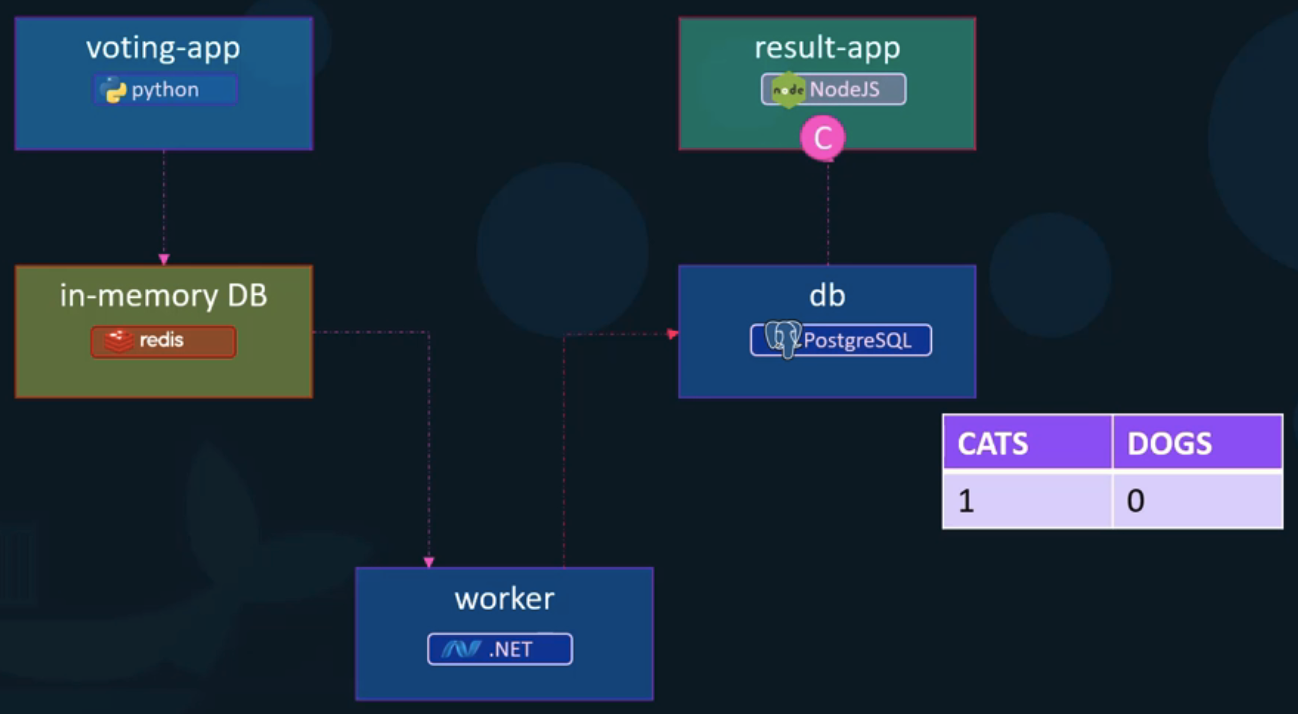 voting-app
python
result-app
node NodeJS
C
in-memory DB
redis
db
PostgreSQL
CATS DOGS
1 0
worker
.NET